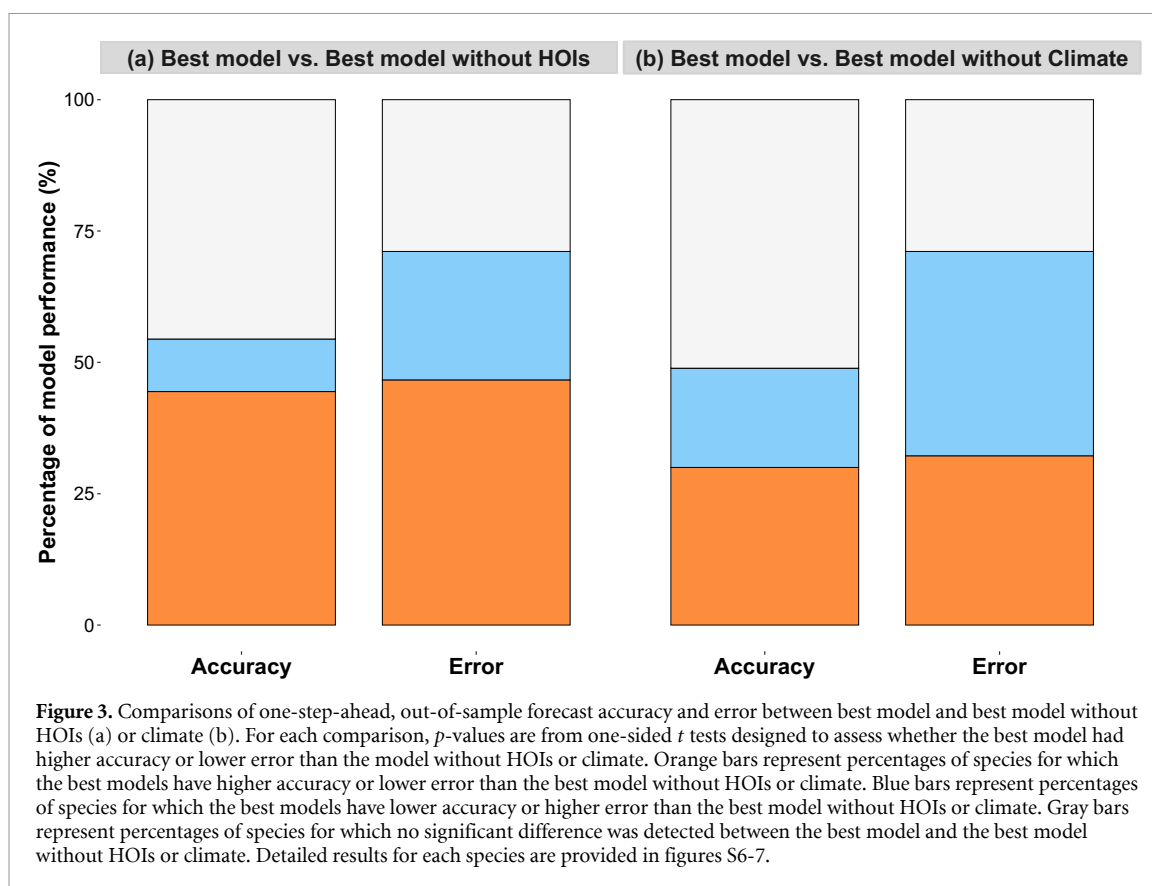 (a) Best model vs. Best model without HOIs
(b) Best model vs. Best model without Climate
Percentage of model performance (%)
100
75
50
25
0
Accuracy
Error
Accuracy
Error
Figure 3. Comparisons of one-step-ahead, out-of-sample forecast accuracy and error between best model and best model without
HOIs (a) or climate (b). For each comparison, p-values are from one-sided t tests designed to assess whether the best model had
higher accuracy or lower error than the model without HOIs or climate. Orange bars represent percentages of species for which
the best models have higher accuracy or lower error than the best model without HOIs or climate. Blue bars represent percentages
of species for which the best models have lower accuracy or higher error than the best model without HOIs or climate. Gray bars
represent percentages of species for which no significant difference was detected between the best model and the best model
without HOIs or climate. Detailed results for each species are provided in figures S6-7.